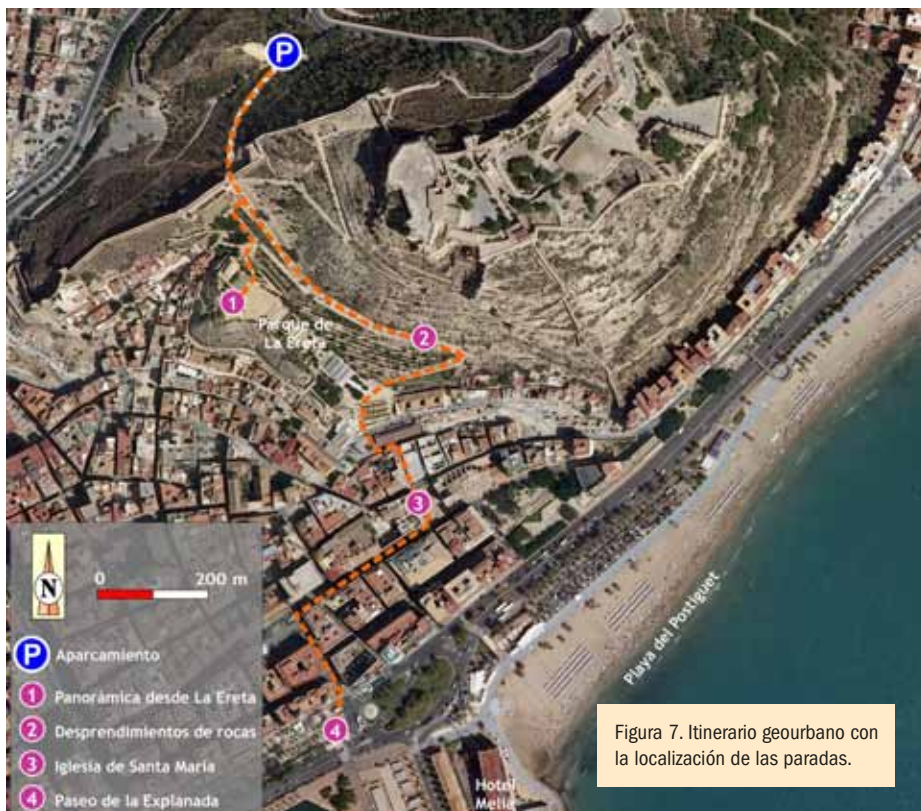 P
1
Parque de
La Ereta
2
3
4
Playa del Postiguet
Hotel
Meliá
N
0 200 m
P Aparcamiento
1 Panorámica desde La Ereta
2 Desprendimientos de rocas
3 Iglesia de Santa María
4 Paseo de la Explanada
Figura 7. Itinerario geourbano con
la localización de las paradas.